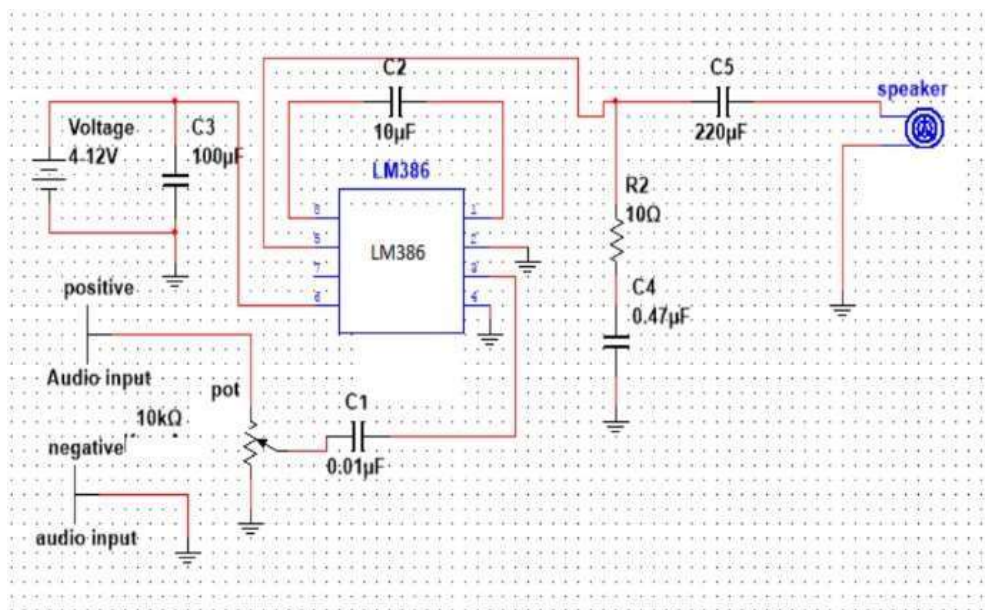 C2
10µF
C5
220µF
speaker
Voltage
4-12V
C3
100µF
LM386
LM386
R2
10Ω
C4
0.47µF
positive
Audio input
pot
10kΩ
C1
0.01µF
negative
audio input